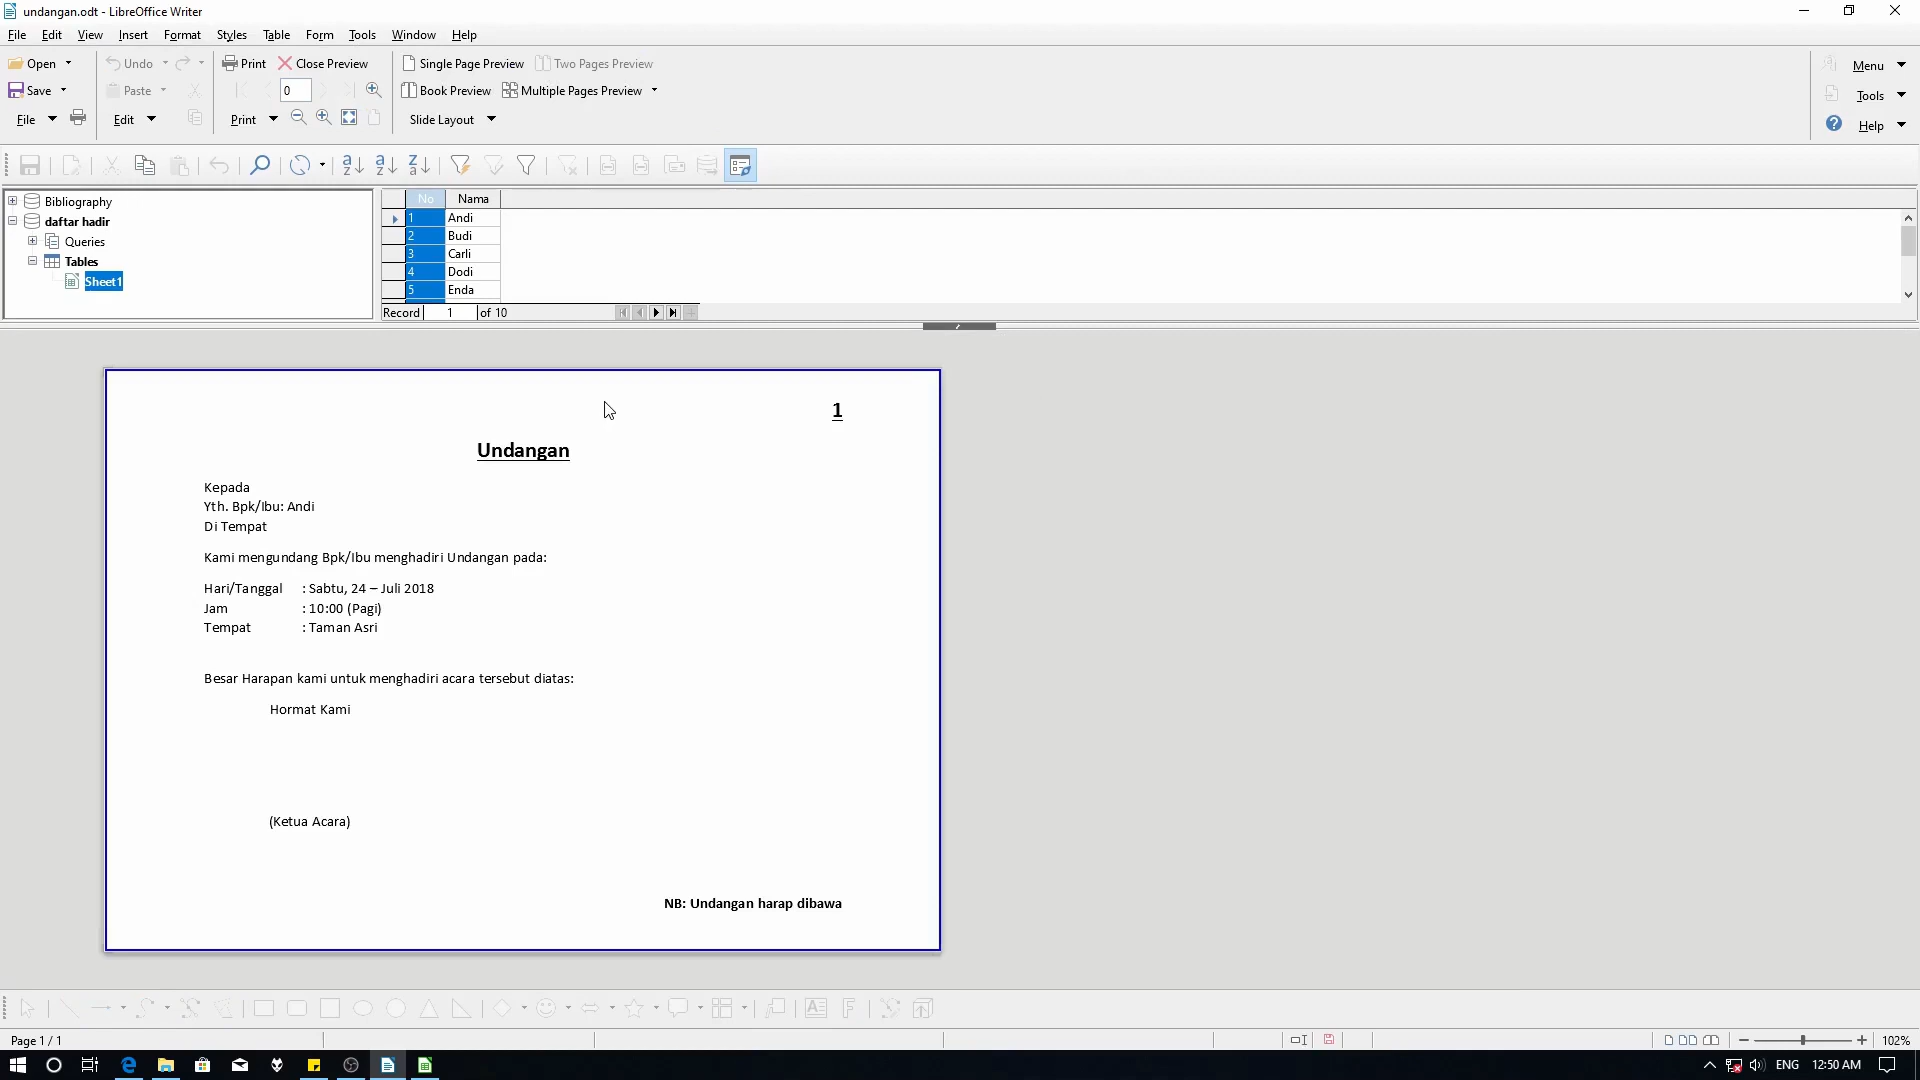 undangan.odt - LibreOffice Writer
File Edit View Insert Format Styles Table Form Tools Window Help
Open Undo Print Close Preview Single Page Preview Two Pages Preview Menu
Save Paste 0 Book Preview Multiple Pages Preview Tools
File Edit Print Slide Layout Help
Bibliography
daftar hadir
Queries
Tables
Sheet1
No Nama
1 Andi
2 Budi
3 Carli
4 Dodi
5 Enda
Record 1 of 10
1
Undangan
Kepada
Yth. Bpk/Ibu: Andi
Di Tempat
Kami mengundang Bpk/Ibu menghadiri Undangan pada:
Hari/Tanggal : Sabtu, 24 – Juli 2018
Jam : 10:00 (Pagi)
Tempat : Taman Asri
Besar Harapan kami untuk menghadiri acara tersebut diatas:
Hormat Kami
(Ketua Acara)
NB: Undangan harap dibawa
Page 1 / 1 102%
ENG 12:50 AM